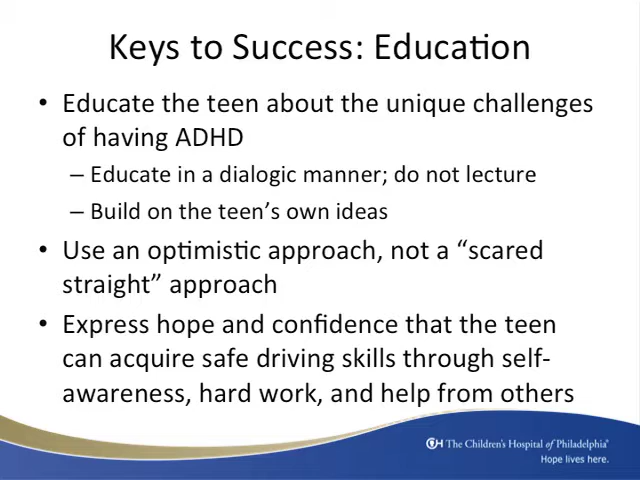 Keys to Success: Education
• Educate the teen about the unique challenges
of having ADHD
– Educate in a dialogic manner; do not lecture
– Build on the teen’s own ideas
• Use an optimistic approach, not a “scared
straight” approach
• Express hope and confidence that the teen
can acquire safe driving skills through self-
awareness, hard work, and help from others
CH The Children's Hospital of Philadelphia®
Hope lives here.